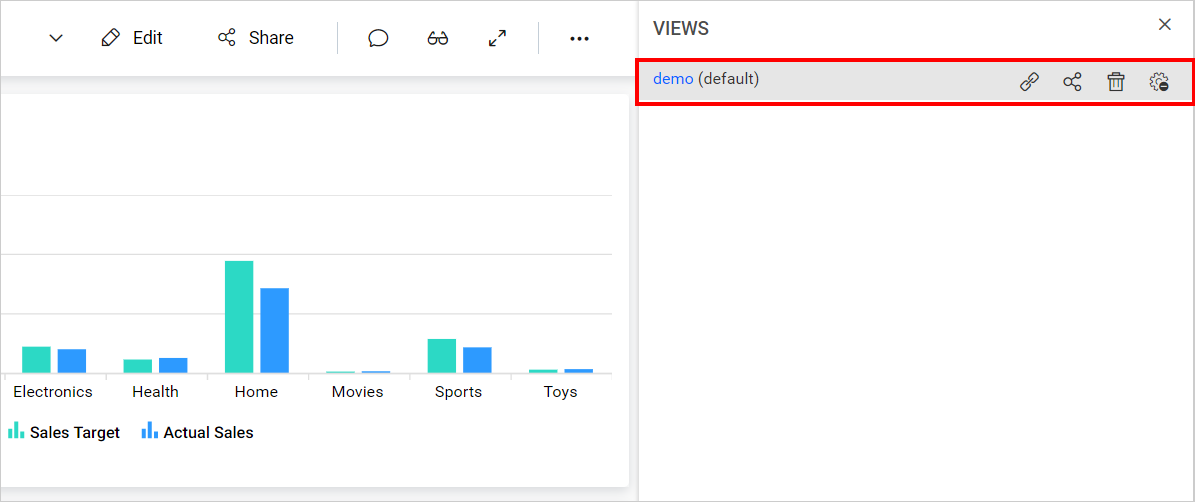 Edit Share
VIEWS
demo (default)
Electronics Health Home Movies Sports Toys
Sales Target Actual Sales